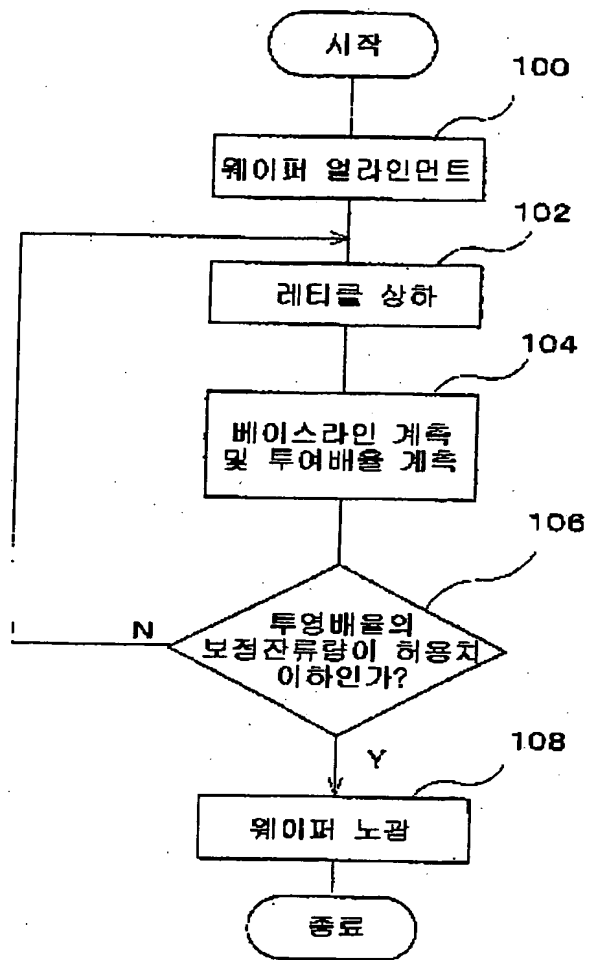 시작
100
웨이퍼 얼라인먼트
102
레티클 상하
104
베이스라인 계측
및 투여배율 계측
106
투영배율의
보정잔류량이 허용치
이하인가?
N
Y
108
웨이퍼 노광
종료